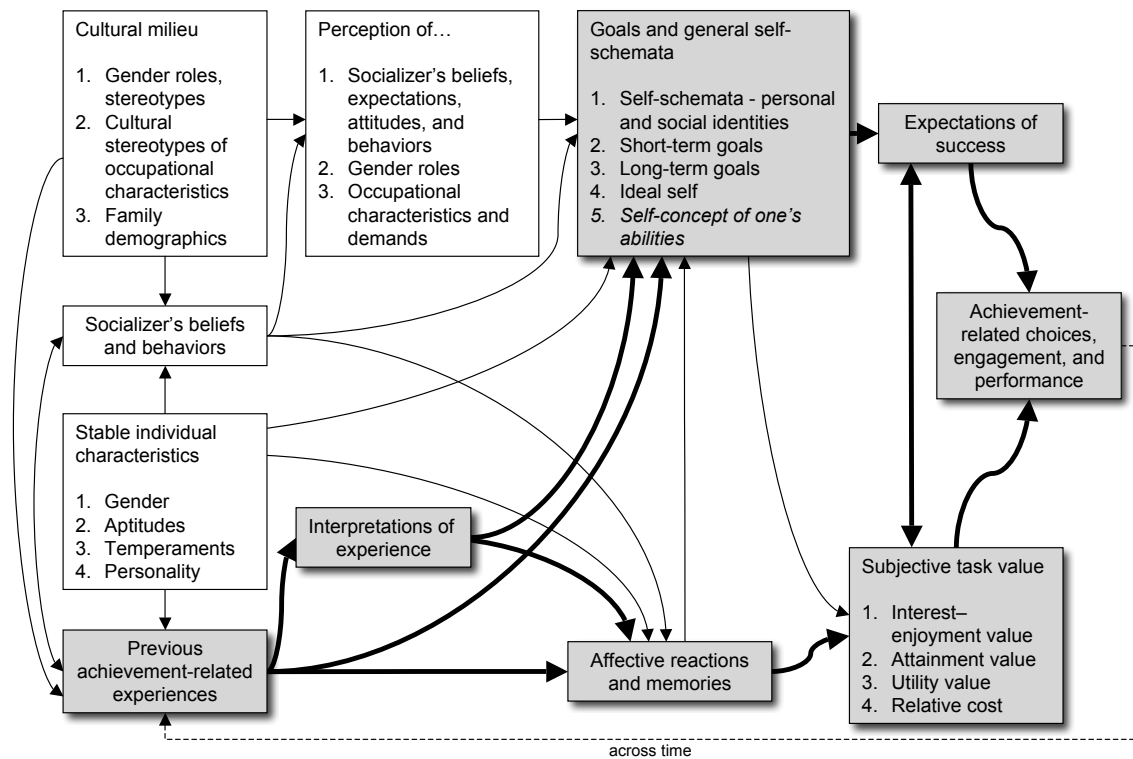 Cultural milieu
1. Gender roles,
stereotypes
2. Cultural
stereotypes of
occupational
characteristics
3. Family
demographics
Perception of…
1. Socializer's beliefs,
expectations,
attitudes, and
behaviors
2. Gender roles
3. Occupational
characteristics and
demands
Goals and general self-
schemata
1. Self-schemata - personal
and social identities
2. Short-term goals
3. Long-term goals
4. Ideal self
5. Self-concept of one's
abilities
Expectations of
success
Socializer's beliefs
and behaviors
Achievement-
related choices,
engagement, and
performance
Stable individual
characteristics
1. Gender
2. Aptitudes
3. Temperaments
4. Personality
Interpretations of
experience
Subjective task value
1. Interest–
enjoyment value
2. Attainment value
3. Utility value
4. Relative cost
Previous
achievement-related
experiences
Affective reactions
and memories
across time